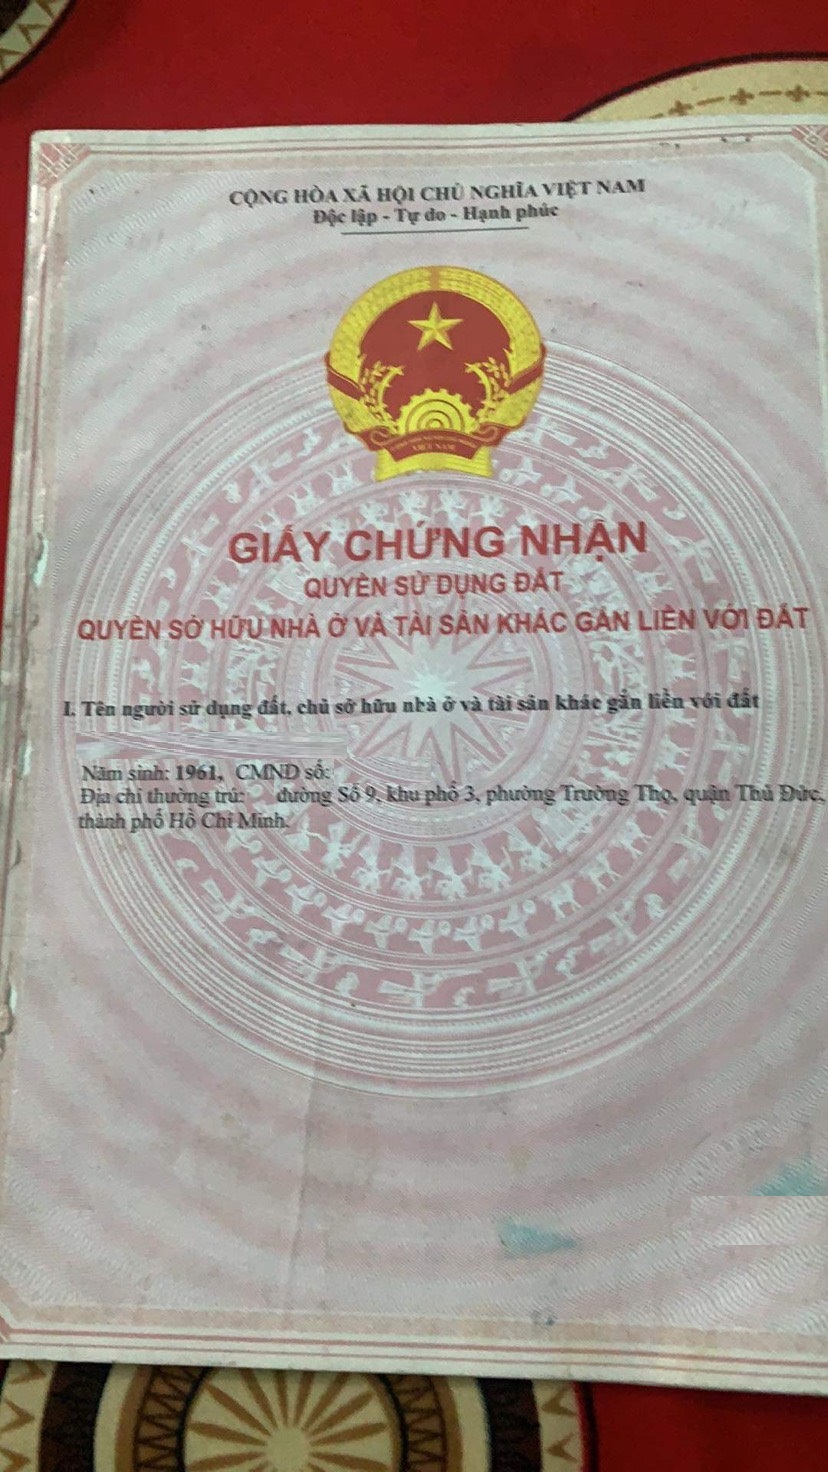 CỘNG HÒA XÃ HỘI CHỦ NGHĨA VIỆT NAM
Độc lập - Tự do - Hạnh phúc
VIỆT NAM
GIẤY CHỨNG NHẬN
QUYỀN SỬ DỤNG ĐẤT
QUYỀN SỞ HỮU NHÀ Ở VÀ TÀI SẢN KHÁC GẮN LIỀN VỚI ĐẤT
I. Tên người sử dụng đất, chủ sở hữu nhà ở và tài sản khác gắn liền với đất
Năm sinh: 1961, CMND số:
Địa chỉ thường trú: đường Số 9, khu phố 3, phường Trường Thọ, quận Thủ Đức,
thành phố Hồ Chí Minh.